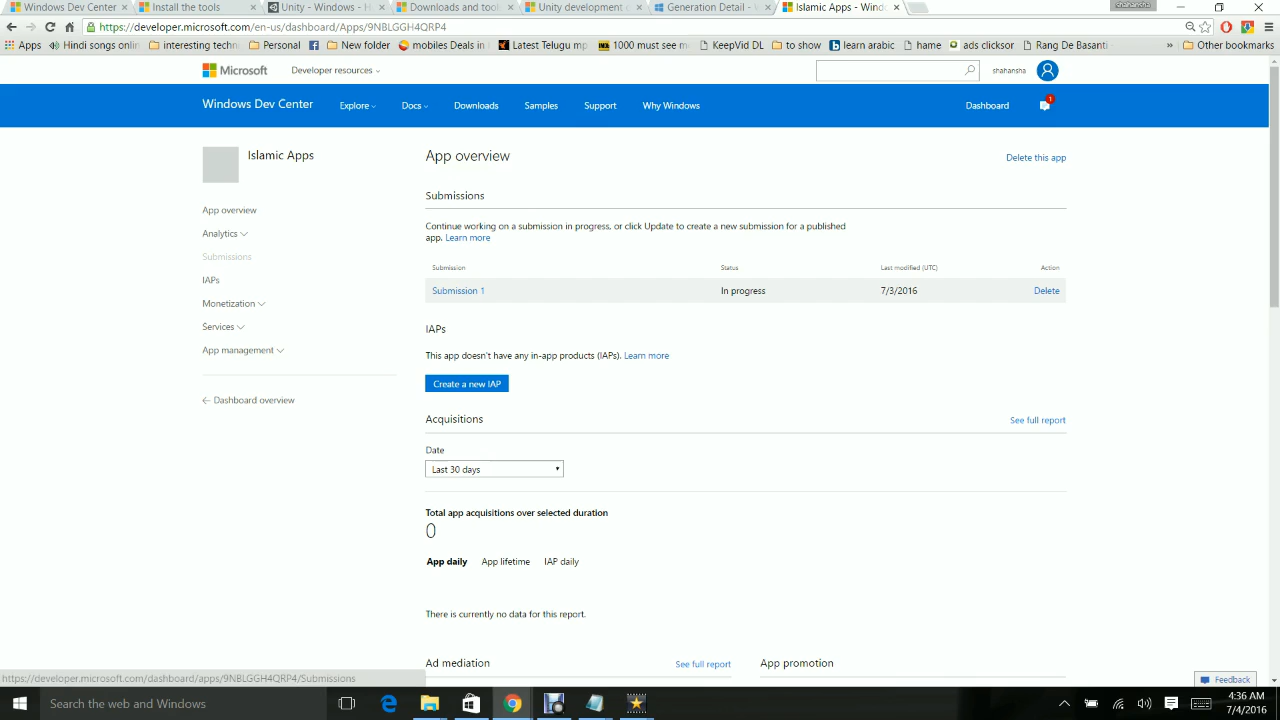 shahansha
Windows Dev Center
Install the tools
Unity - Windows - H
Downloads and tool
Unity development
Generation Detail - W
Islamic Apps - Wind
https://developer.microsoft.com/en-us/dashboard/Apps/9NBLGGH4QRP4
Apps
Hindi songs onlin
interesting techn
Personal
New folder
mobiles Deal in I
Latest Telugu mp
1000 must see m
KeepVid DL
to show
learn arabic
hame
ads clicksor
Rang De Basanti -
»
Other bookmarks
Microsoft
Developer resources
shahansha
Windows Dev Center
Explore
Docs
Downloads
Samples
Support
Why Windows
Dashboard
1
Islamic Apps
App overview
Analytics
Submissions
IAPs
Monetization
Services
App management
Dashboard overview
App overview
Delete this app
Submissions
Continue working on a submission in progress, or click Update to create a new submission for a published
app. Learn more
Submission Status Last modified (UTC) Action
Submission 1 In progress 7/3/2016 Delete
IAPs
This app doesn't have any in-app products (IAPs). Learn more
Create a new IAP
Acquisitions
See full report
Date
Last 30 days
Total app acquisitions over selected duration
0
App daily App lifetime IAP daily
There is currently no data for this report.
Ad mediation
See full report
App promotion
https://developer.microsoft.com/dashboard/apps/9NBLGGH4QRP4/Submissions
Feedback
Search the web and Windows
4:36 AM
7/4/2016